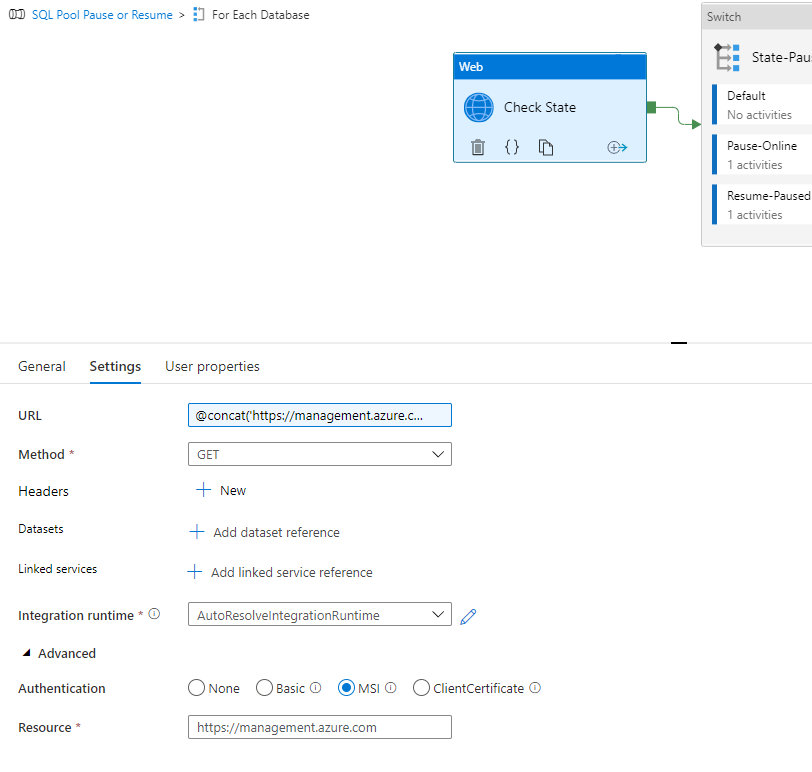 SQL Pool Pause or Resume > For Each Database
Web
Check State
Switch
State-Pau
Default
No activities
Pause-Online
1 activities
Resume-Paused
1 activities
General Settings User properties
URL @concat('https://management.azure.c...
Method * GET
Headers + New
Datasets + Add dataset reference
Linked services + Add linked service reference
Integration runtime * AutoResolveIntegrationRuntime
Advanced
Authentication None Basic MSI ClientCertificate
Resource * https://management.azure.com